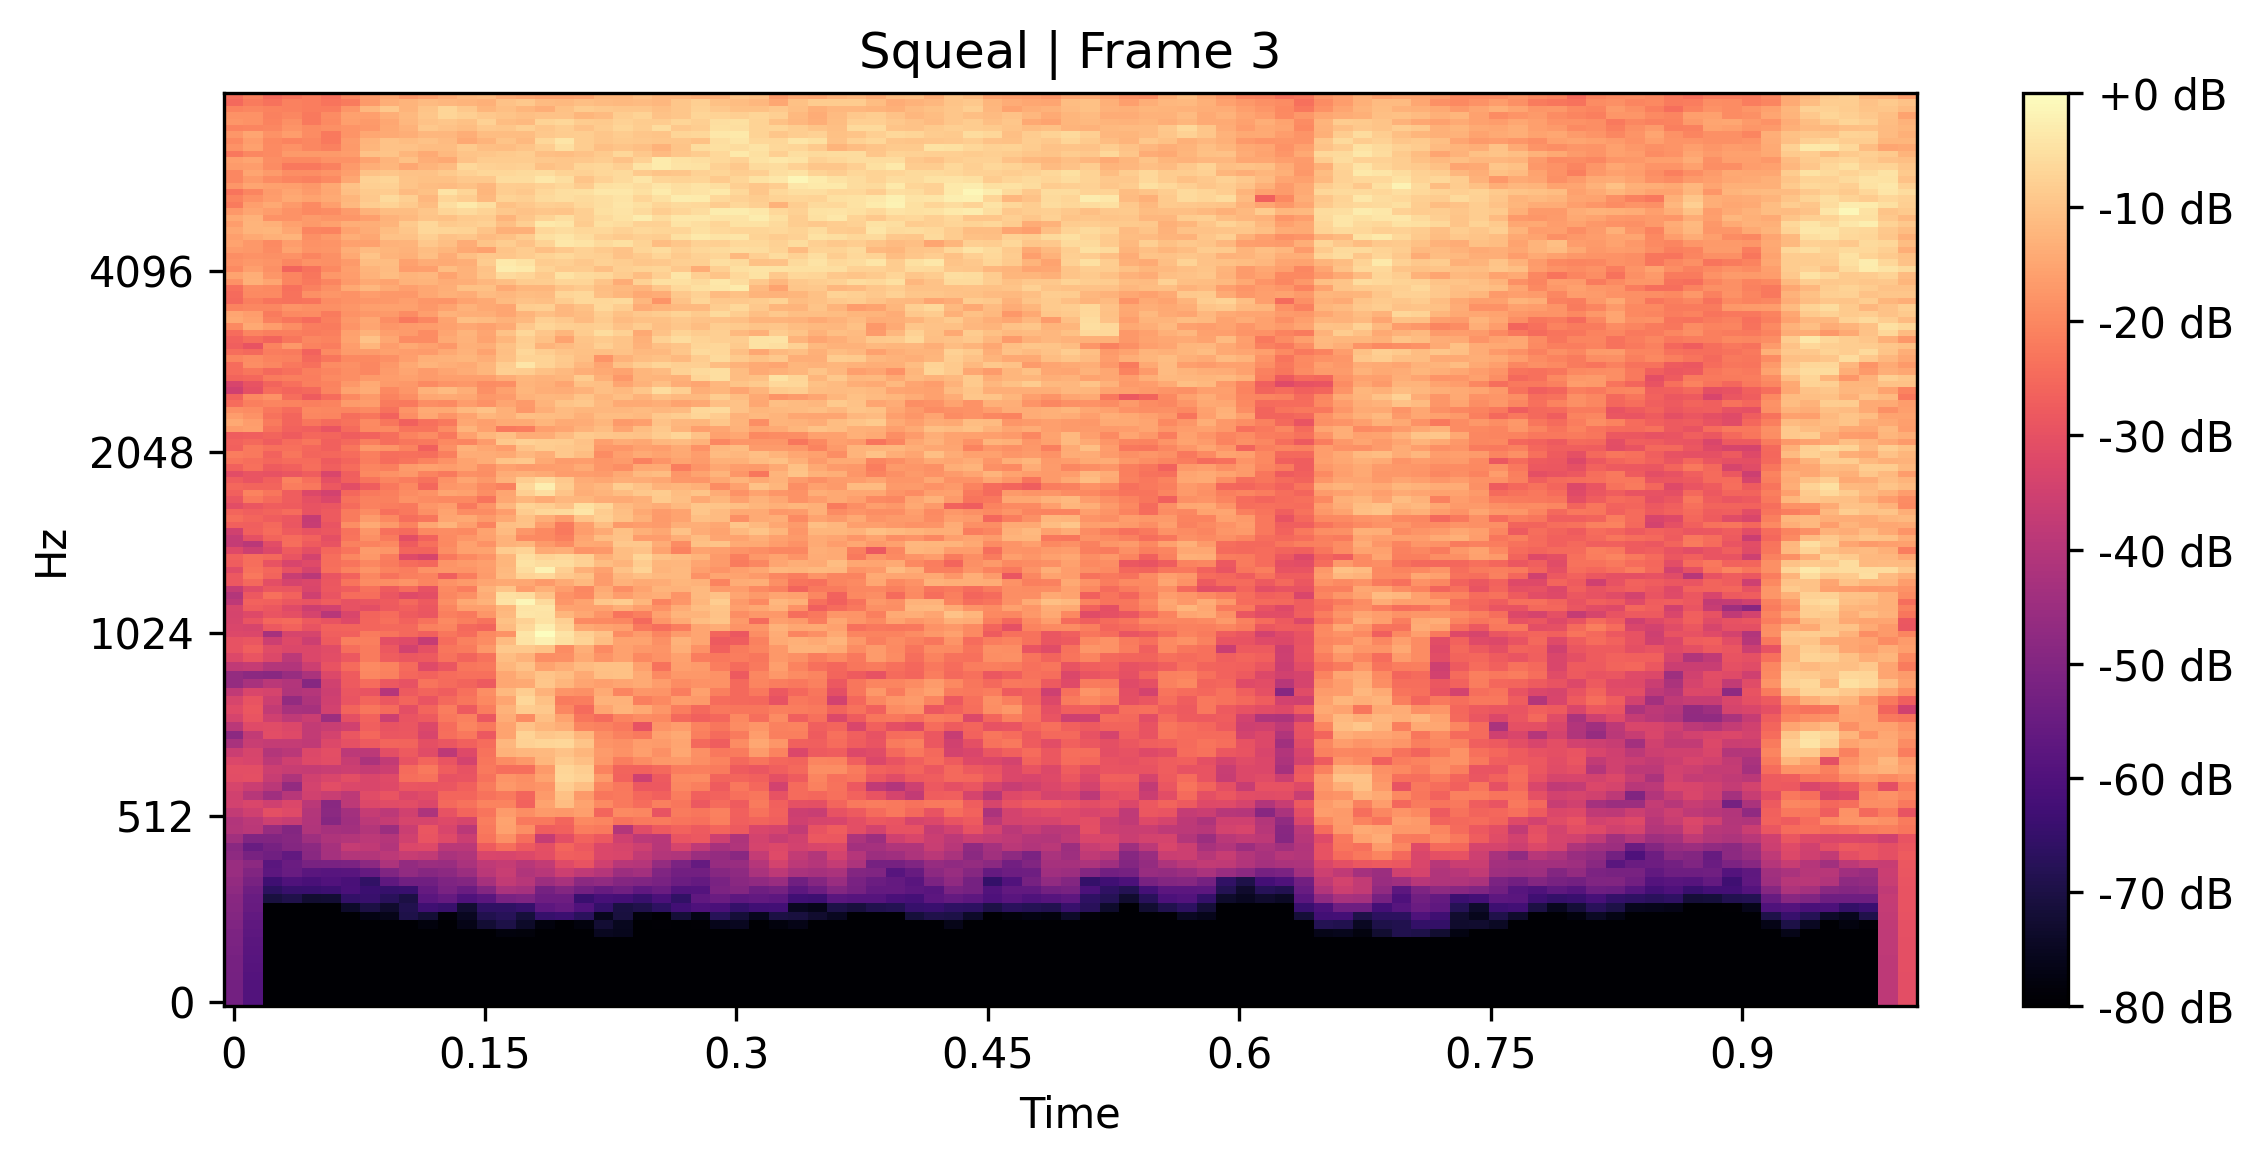 Squeal | Frame 3
+0 dB
-10 dB
-20 dB
-30 dB
-40 dB
-50 dB
-60 dB
-70 dB
-80 dB
Hz
4096
2048
1024
512
0
0 0.15 0.3 0.45 0.6 0.75 0.9
Time